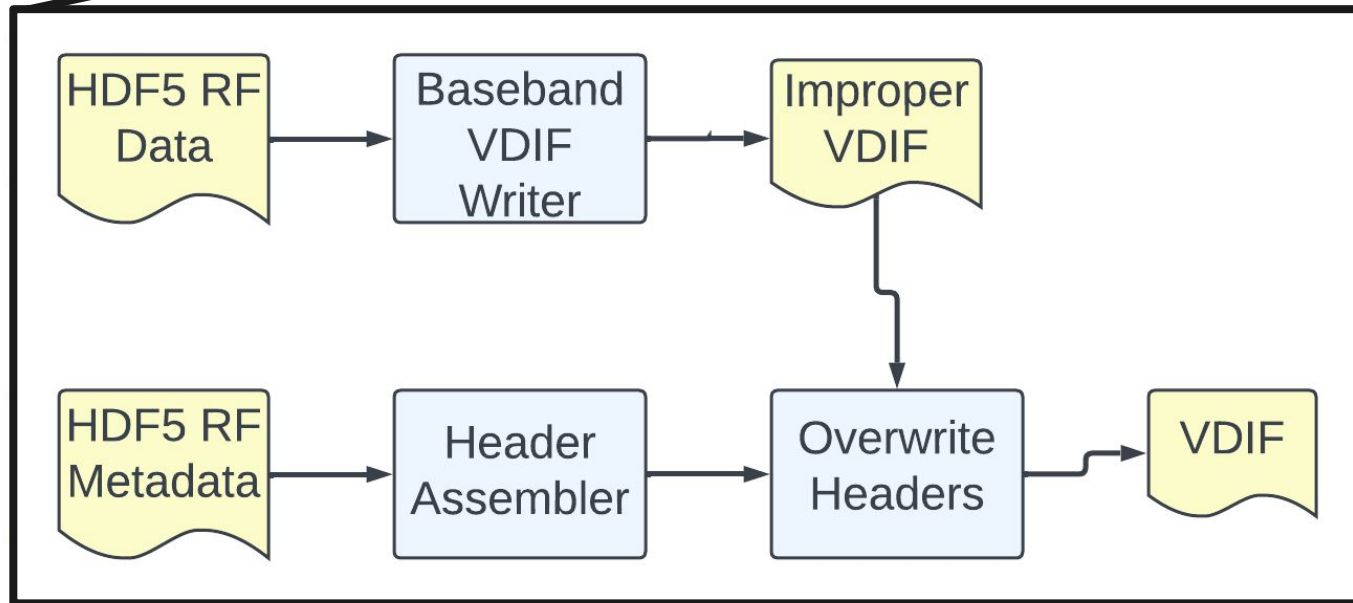 HDF5 RF
Data
Baseband
VDIF
Writer
Improper
VDIF
HDF5 RF
Metadata
Header
Assembler
Overwrite
Headers
VDIF